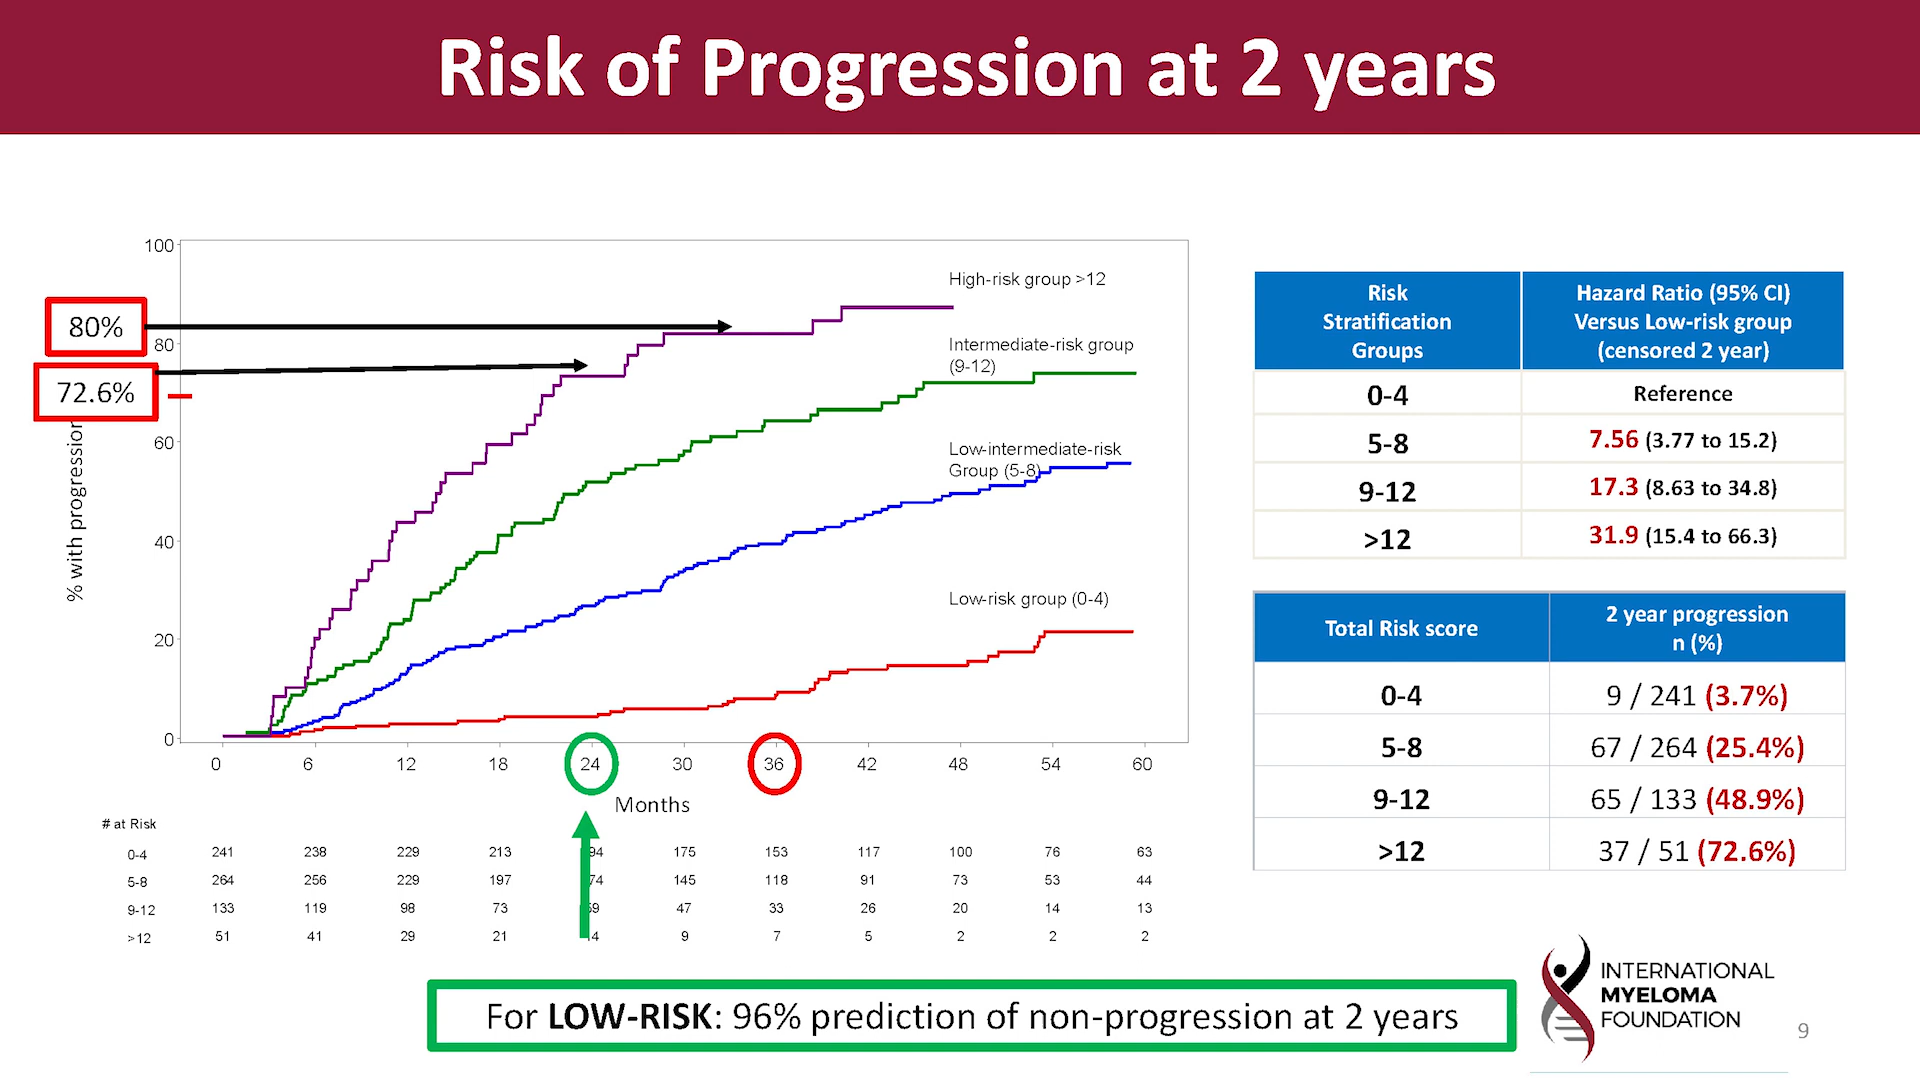 Risk of Progression at 2 years
100
80
60
40
20
0
80%
72.6%
% with progression
High-risk group >12
Intermediate-risk group
(9-12)
Low-intermediate-risk
Group (5-8)
Low-risk group (0-4)
0 6 12 18 24 30 36 42 48 54 60
Months
# at Risk
0-4 241 238 229 213 94 175 153 117 100 76 63
5-8 264 256 229 197 74 145 118 91 73 53 44
9-12 133 119 98 73 59 47 33 26 20 14 13
>12 51 41 29 21 4 9 7 5 2 2 2
Risk
Stratification
Groups
Hazard Ratio (95% CI)
Versus Low-risk group
(censored 2 year)
0-4 Reference
5-8 7.56 (3.77 to 15.2)
9-12 17.3 (8.63 to 34.8)
>12 31.9 (15.4 to 66.3)
Total Risk score
2 year progression
n (%)
0-4 9 / 241 (3.7%)
5-8 67 / 264 (25.4%)
9-12 65 / 133 (48.9%)
>12 37 / 51 (72.6%)
For LOW-RISK: 96% prediction of non-progression at 2 years
INTERNATIONAL
MYELOMA
FOUNDATION
9